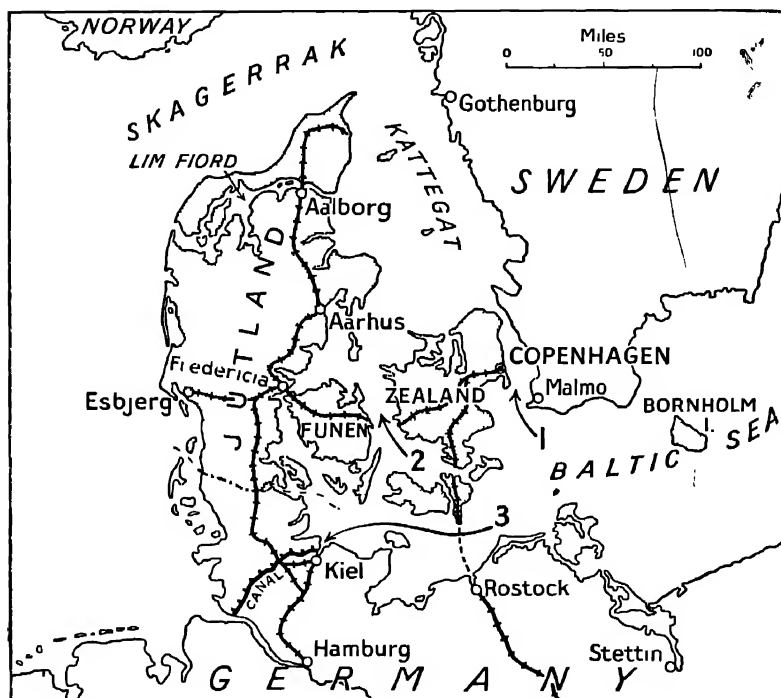 NORWAY
Miles
0 50 100
SKAGERRAK
Gothenburg
KATTEGAT
LIM FIORD
SWEDEN
Aalborg
JUTLAND
Aarhus
COPENHAGEN
Fredericia
Esbjerg
ZEALAND
Malmo
FUNEN
BORNHOLM
I.
1
2
BALTIC SEA
3
Kiel
CANAL
Rostock
Hamburg
Stettin
GERMANY